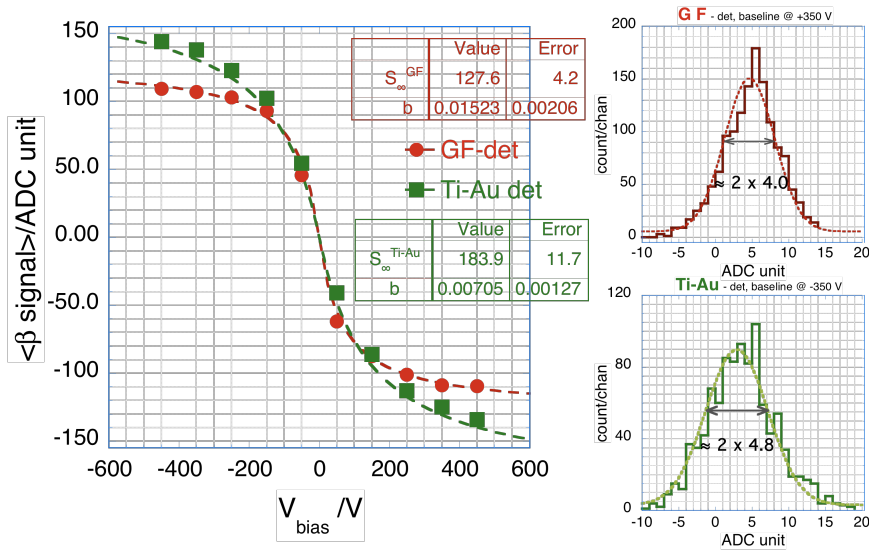 150
100
50.0
0.00
-50.0
-100
-150
<β signal>/ADC unit
-600 -400 -200 0 200 400 600
V bias /V
Value Error
S∞GF 127.6 4.2
b 0.01523 0.00206
GF-det
Ti-Au det
Value Error
S∞Ti-Au 183.9 11.7
b 0.00705 0.00127
G F - det, baseline @ +350 V
200
150
100
50
0
count/chan
≈ 2 x 4.0
-10 -5 0 5 10 15 20
ADC unit
Ti-Au - det, baseline @ -350 V
120
80
40
0
count/chan
≈ 2 x 4.8
-10 -5 0 5 10 15 20
ADC unit